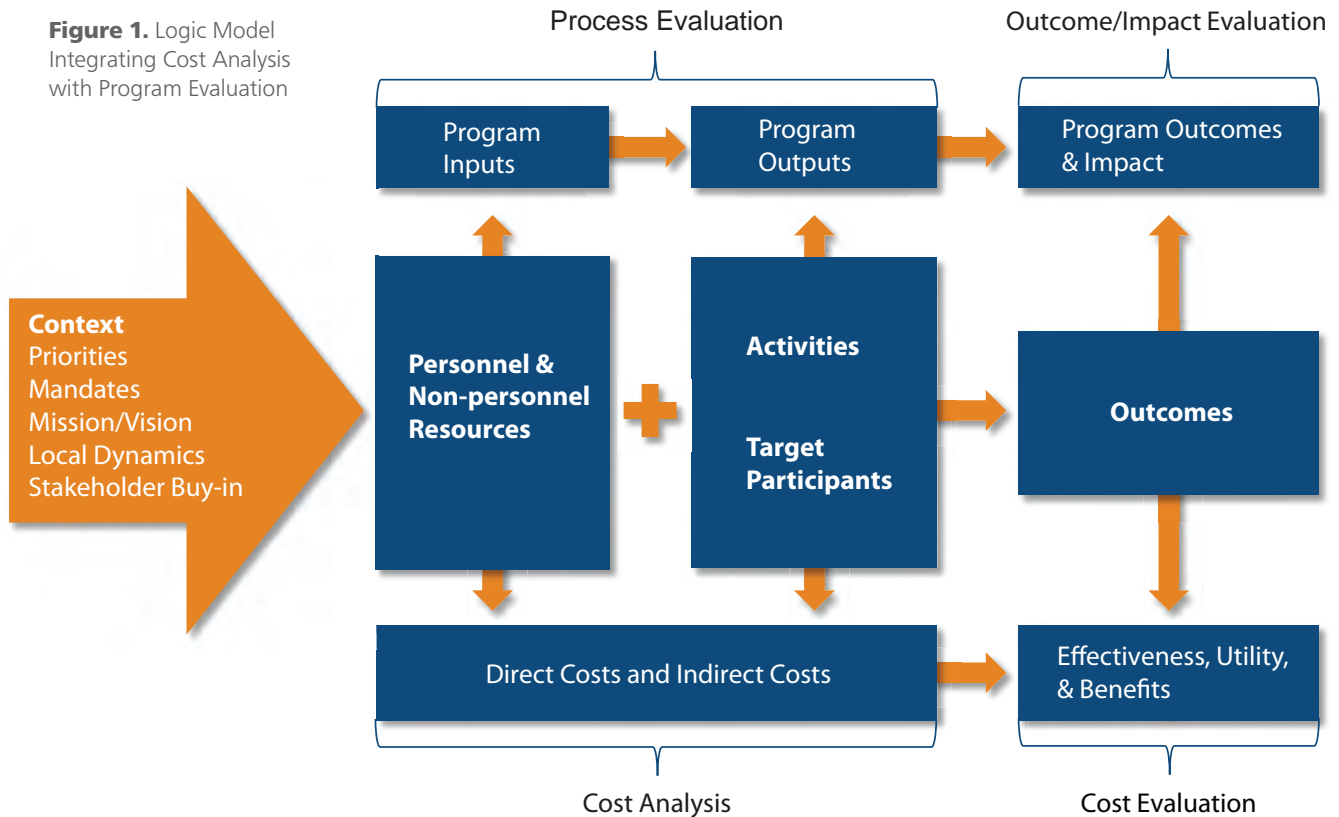 Figure 1. Logic Model
Integrating Cost Analysis
with Program Evaluation
Process Evaluation
Outcome/Impact Evaluation
Program
Inputs
Program
Outputs
Program Outcomes
& Impact
Context
Priorities
Mandates
Mission/Vision
Local Dynamics
Stakeholder Buy-in
Personnel &
Non-personnel
Resources
Activities
Target
Participants
Outcomes
Direct Costs and Indirect Costs
Effectiveness, Utility,
& Benefits
Cost Analysis
Cost Evaluation